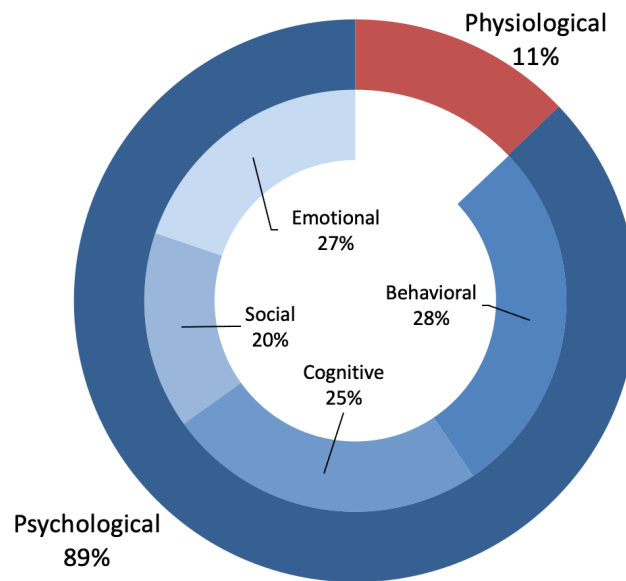 Physiological
11%
Emotional
27%
Behavioral
28%
Social
20%
Cognitive
25%
Psychological
89%